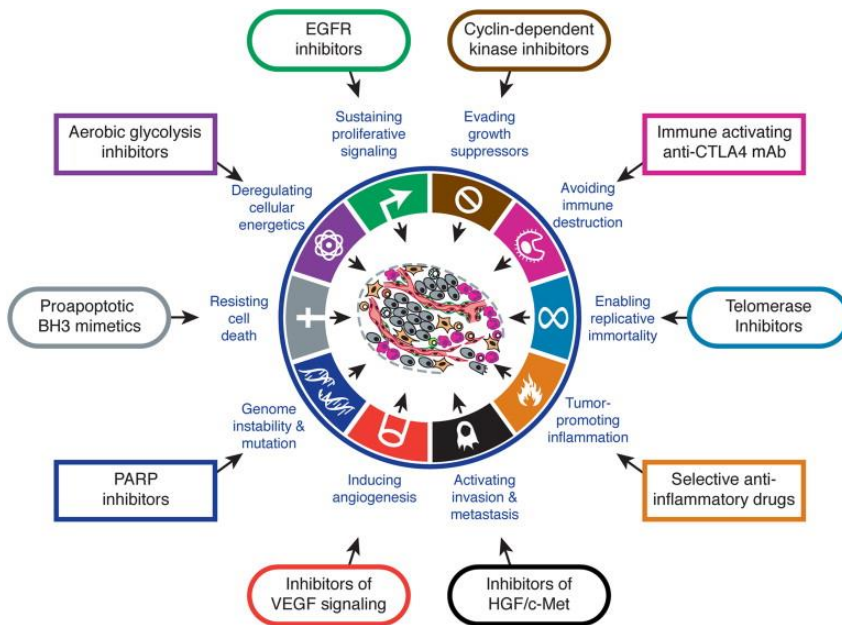 EGFR
inhibitors
Cyclin-dependent
kinase inhibitors
Sustaining
proliferative
signaling
Evading
growth
suppressors
Aerobic glycolysis
inhibitors
Immune activating
anti-CTLA4 mAb
Deregulating
cellular
energetics
Avoiding
immune
destruction
Proapoptotic
BH3 mimetics
Resisting
cell
death
Enabling
replicative
immortality
Telomerase
Inhibitors
Genome
instability &
mutation
Tumor-
promoting
inflammation
PARP
inhibitors
Inducing
angiogenesis
Activating
invasion &
metastasis
Selective anti-
inflammatory drugs
Inhibitors of
VEGF signaling
Inhibitors of
HGF/c-Met